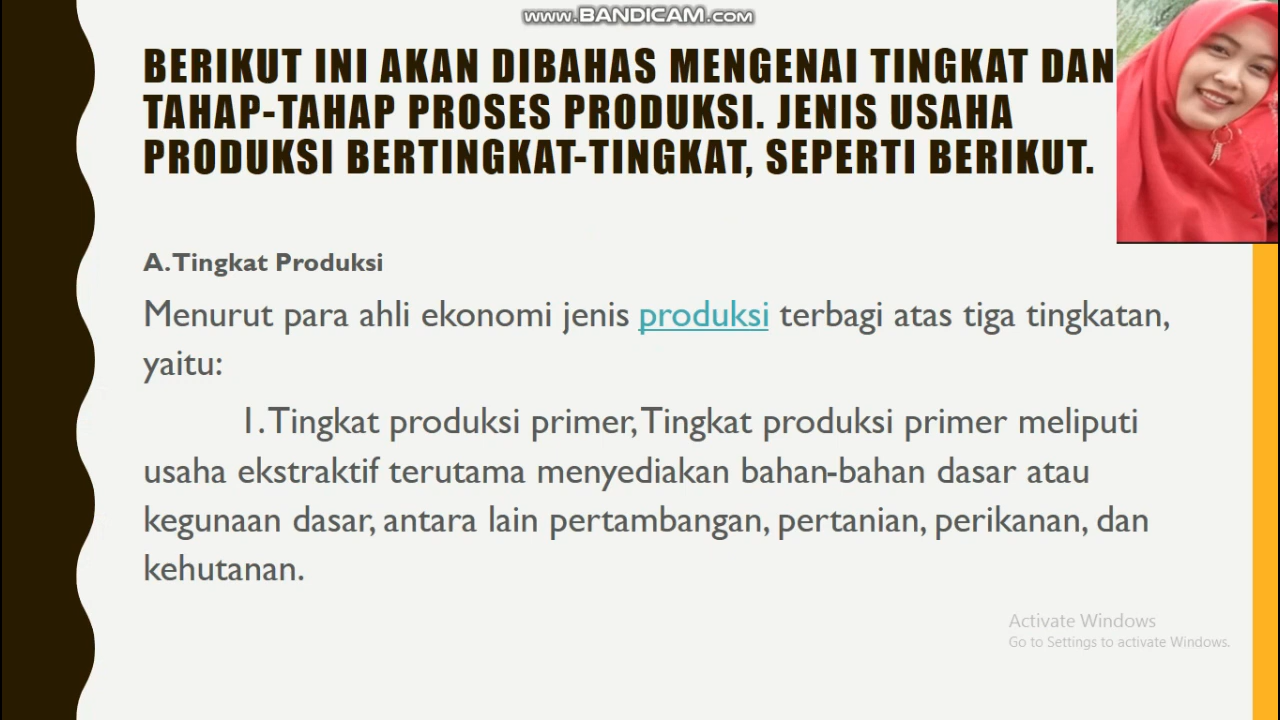 www.BANDICAM.com
BERIKUT INI AKAN DIBAHAS MENGENAI TINGKAT DAN
TAHAP-TAHAP PROSES PRODUKSI. JENIS USAHA
PRODUKSI BERTINGKAT-TINGKAT, SEPERTI BERIKUT.
A.Tingkat Produksi
Menurut para ahli ekonomi jenis produksi terbagi atas tiga tingkatan,
yaitu:
1.Tingkat produksi primer,Tingkat produksi primer meliputi
usaha ekstraktif terutama menyediakan bahan-bahan dasar atau
kegunaan dasar, antara lain pertambangan, pertanian, perikanan, dan
kehutanan.
Activate Windows
Go to Settings to activate Windows.